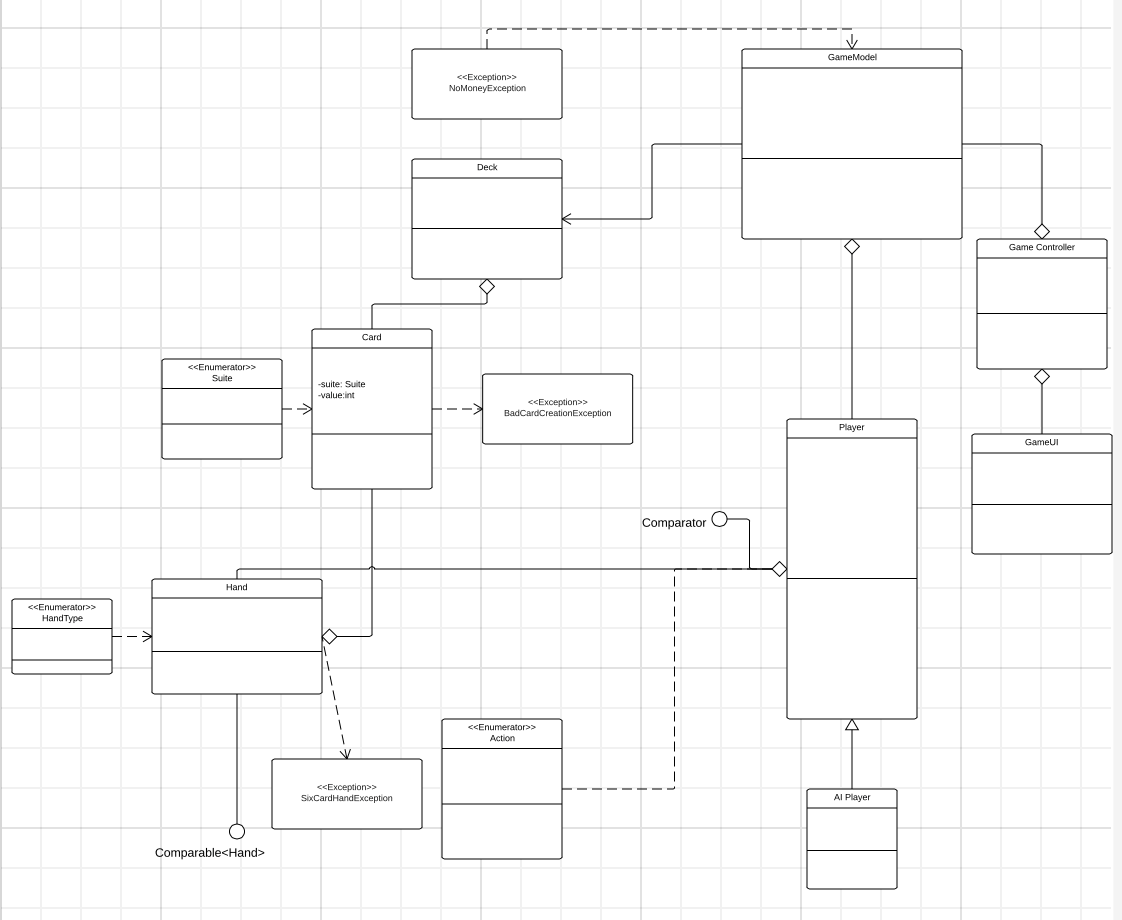 GameModel
<<Exception>>
NoMoneyException
Deck
Game Controller
Card
<<Enumerator>>
Suite
-suite: Suite
-value:int
<<Exception>>
BadCardCreationException
Player
GameUI
Comparator
Hand
<<Enumerator>>
HandType
<<Enumerator>>
Action
<<Exception>>
SixCardHandException
AI Player
Comparable<Hand>